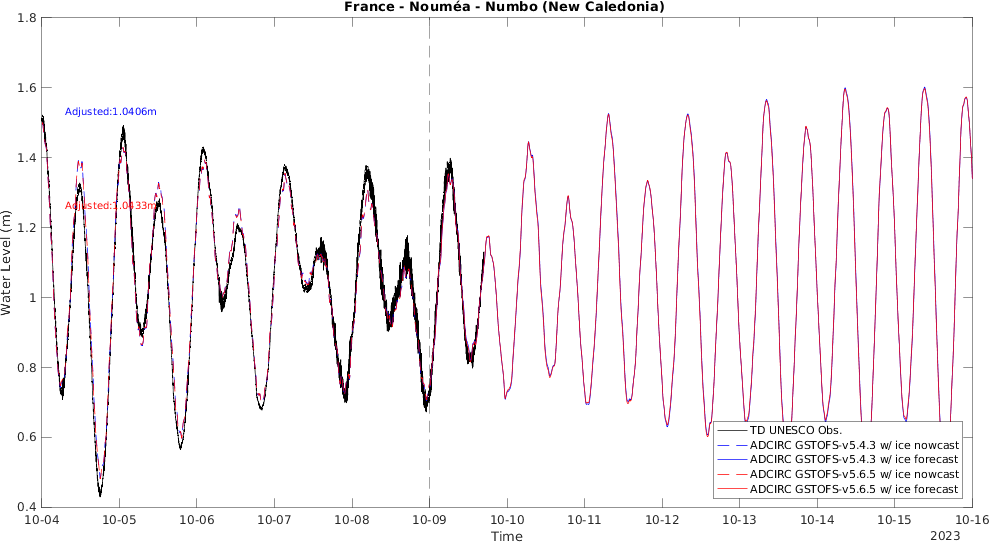 France - Nouméa - Numbo (New Caledonia)
1.8
1.6
1.4
1.2
1
0.8
0.6
0.4
Water Level (m)
Adjusted:1.0406m
Adjusted:1.0433m
TD UNESCO Obs.
ADCIRC GSTOFS-v5.4.3 w/ ice nowcast
ADCIRC GSTOFS-v5.4.3 w/ ice forecast
ADCIRC GSTOFS-v5.6.5 w/ ice nowcast
ADCIRC GSTOFS-v5.6.5 w/ ice forecast
10-04 10-05 10-06 10-07 10-08 10-09 10-10 10-11 10-12 10-13 10-14 10-15 10-16
Time
2023